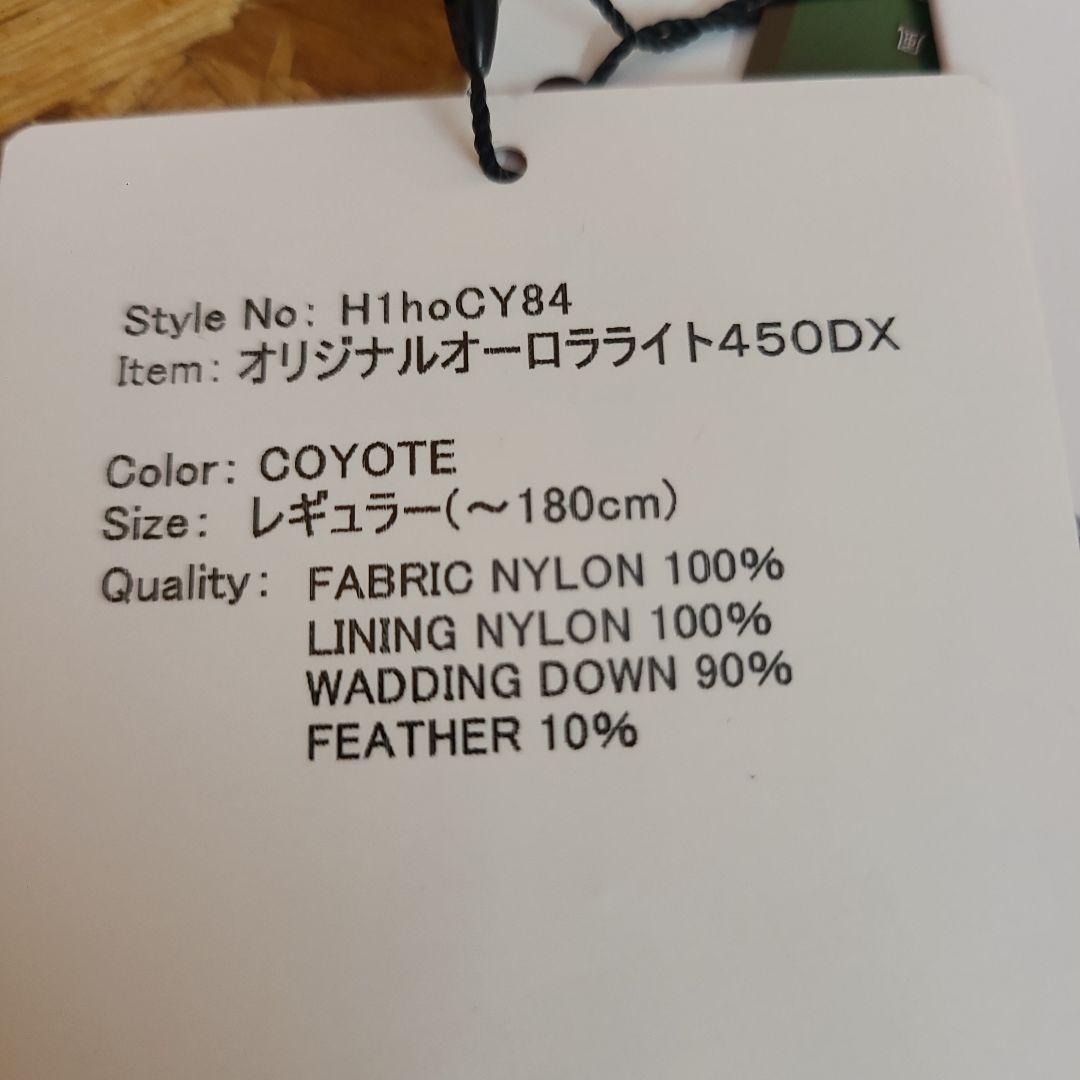 Style No: H1hoCY84
Item: オリジナルオーロラライト450DX
Color: COYOTE
Size: レギュラー(〜180cm)
Quality: FABRIC NYLON 100%
LINING NYLON 100%
WADDING DOWN 90%
FEATHER 10%